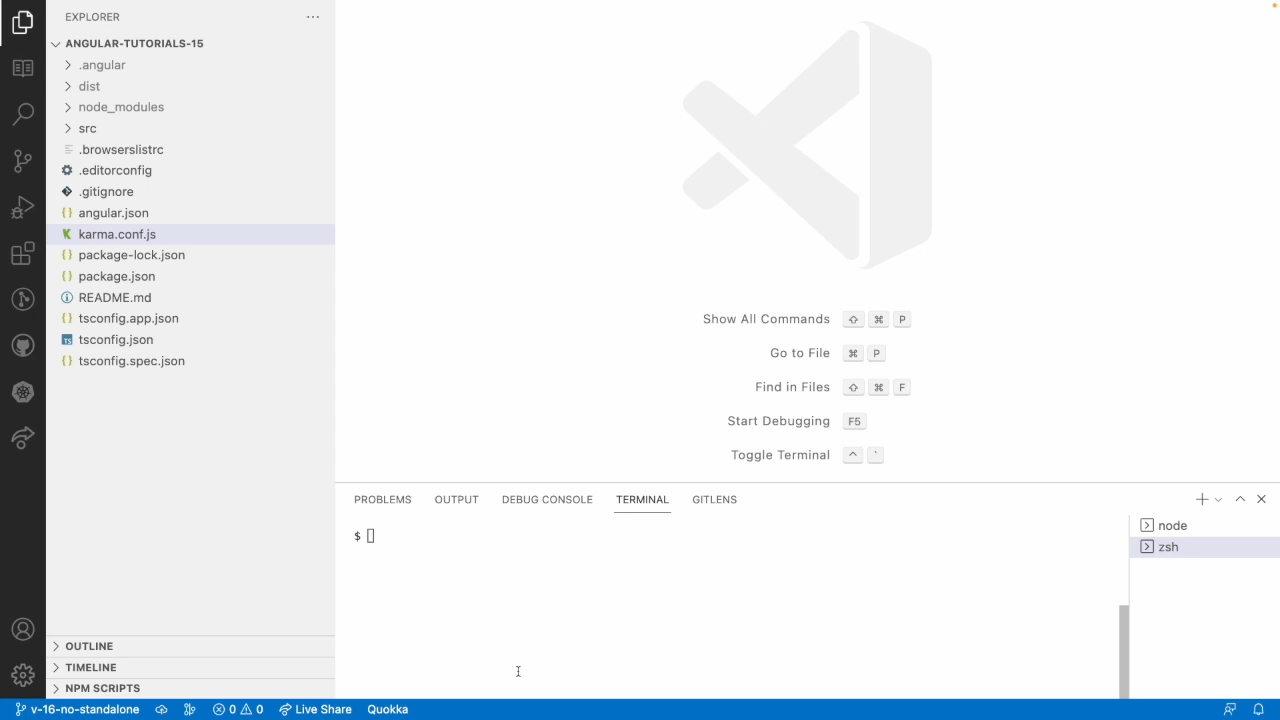 EXPLORER
ANGULAR-TUTORIALS-15
.angular
dist
node_modules
src
.browserslistrc
.editorconfig
.gitignore
angular.json
karma.conf.js
package-lock.json
package.json
README.md
tsconfig.app.json
tsconfig.json
tsconfig.spec.json
OUTLINE
TIMELINE
NPM SCRIPTS
Show All Commands ⇧ ⌘ P
Go to File ⌘ P
Find in Files ⇧ ⌘ F
Start Debugging F5
Toggle Terminal ^ `
PROBLEMS OUTPUT DEBUG CONSOLE TERMINAL GITLENS
$
node
zsh
v-16-no-standalone 0 0 Live Share Quokka